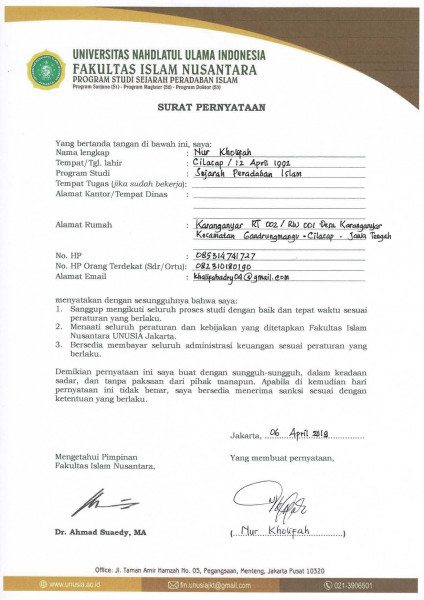 UNIVERSITAS NAHDLATUL ULAMA INDONESIA
FAKULTAS ISLAM NUSANTARA
PROGRAM STUDI SEJARAH PERADABAN ISLAM
Program Sarjana (S1) - Program Magister (S2) - Program Doktor (S3)
SURAT PERNYATAAN
Yang bertanda tangan di bawah ini, saya:
Nama lengkap : Nur Kholifah
Tempat/Tgl. lahir : Cilacap / 12 April 1992
Program Studi : Sejarah Peradaban Islam
Tempat Tugas (jika sudah bekerja):
Alamat Kantor/Tempat Dinas :
Alamat Rumah : Karanganyar RT 002 / RW 001 Desa Karanganyar
Kecamatan Gandrungmangu - Cilacap - Jawa Tengah
No. HP : 085314741727
No. HP Orang Terdekat (Sdr/Ortu): 082310180190
Alamat Email : kholifahadry04@gmail.com
menyatakan dengan sesungguhnya bahwa saya:
1. Sanggup mengikuti seluruh proses studi dengan baik dan tepat waktu sesuai
peraturan yang berlaku.
2. Menaati seluruh peraturan dan kebijakan yang ditetapkan Fakultas Islam
Nusantara UNUSIA Jakarta.
3. Bersedia membayar seluruh administrasi keuangan sesuai peraturan yang
berlaku.
Demikian pernyataan ini saya buat dengan sungguh-sungguh, dalam keadaan
sadar, dan tanpa paksaan dari pihak manapun. Apabila di kemudian hari
pernyataan ini tidak benar, saya bersedia menerima sanksi sesuai dengan
ketentuan yang berlaku.
Jakarta, 06 April 2019
Mengetahui Pimpinan
Fakultas Islam Nusantara,
Yang membuat pernyataan,
Dr. Ahmad Suaedy, MA
( Nur Kholifah )
Office: Jl. Taman Amir Hamzah No. 05, Pegangsaan, Menteng, Jakarta Pusat 10320
www.unusia.ac.id
fin.unusiajkt@gmail.com
021-3906501